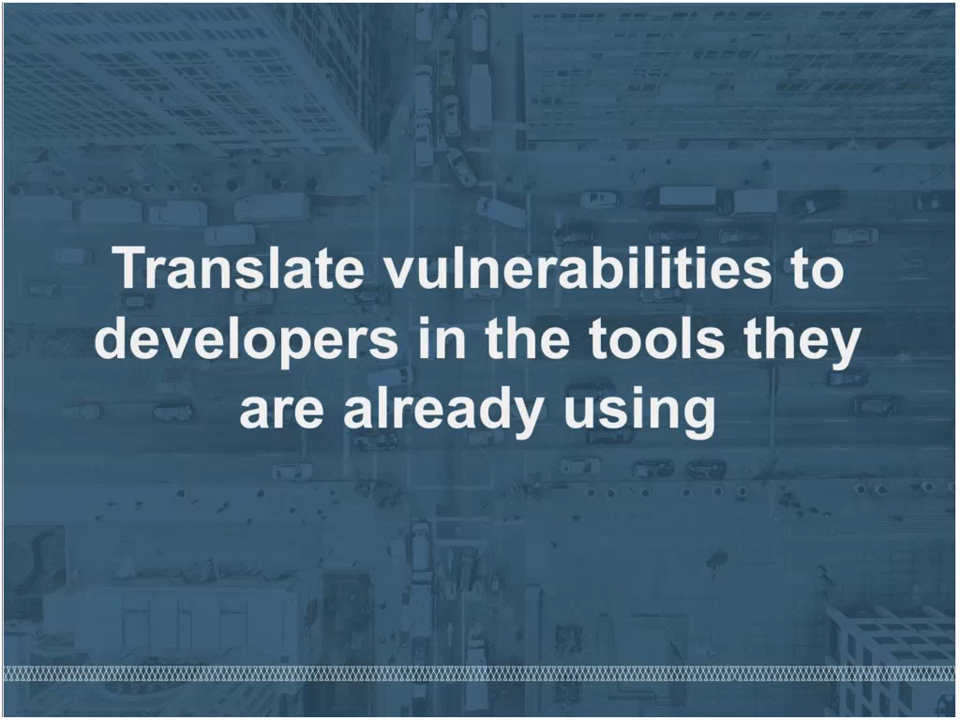 Translate vulnerabilities to
developers in the tools they
are already using